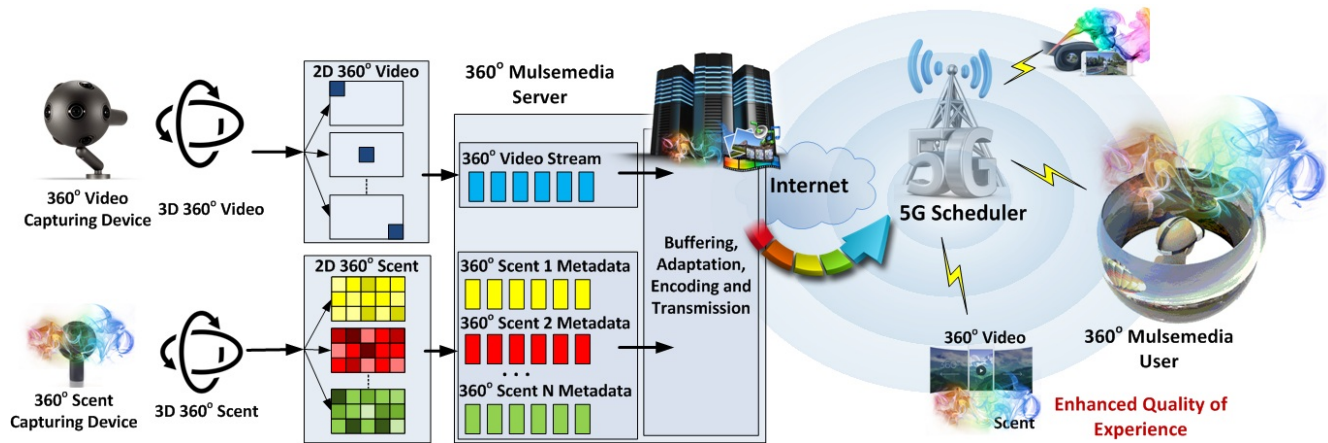 360° Video
Capturing Device
3D 360° Video
2D 360° Video
360° Mulsemedia
Server
360° Video Stream
Internet
5G
5G Scheduler
360° Scent
Capturing Device
3D 360° Scent
2D 360° Scent
360° Scent 1 Metadata
360° Scent 2 Metadata
...
360° Scent N Metadata
Buffering,
Adaptation,
Encoding and
Transmission
360° Video
Scent
360° Mulsemedia
User
Enhanced Quality of
Experience